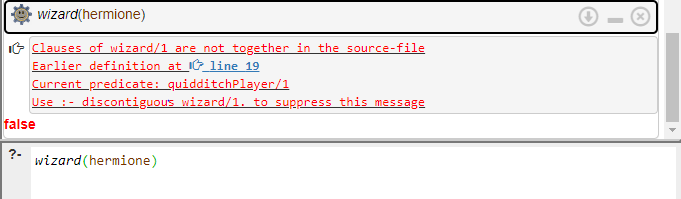 wizard(hermione)
Clauses of wizard/1 are not together in the source-file
Earlier definition at line 19
Current predicate: quidditchPlayer/1
Use :- discontiguous wizard/1. to suppress this message
false
?- wizard(hermione)